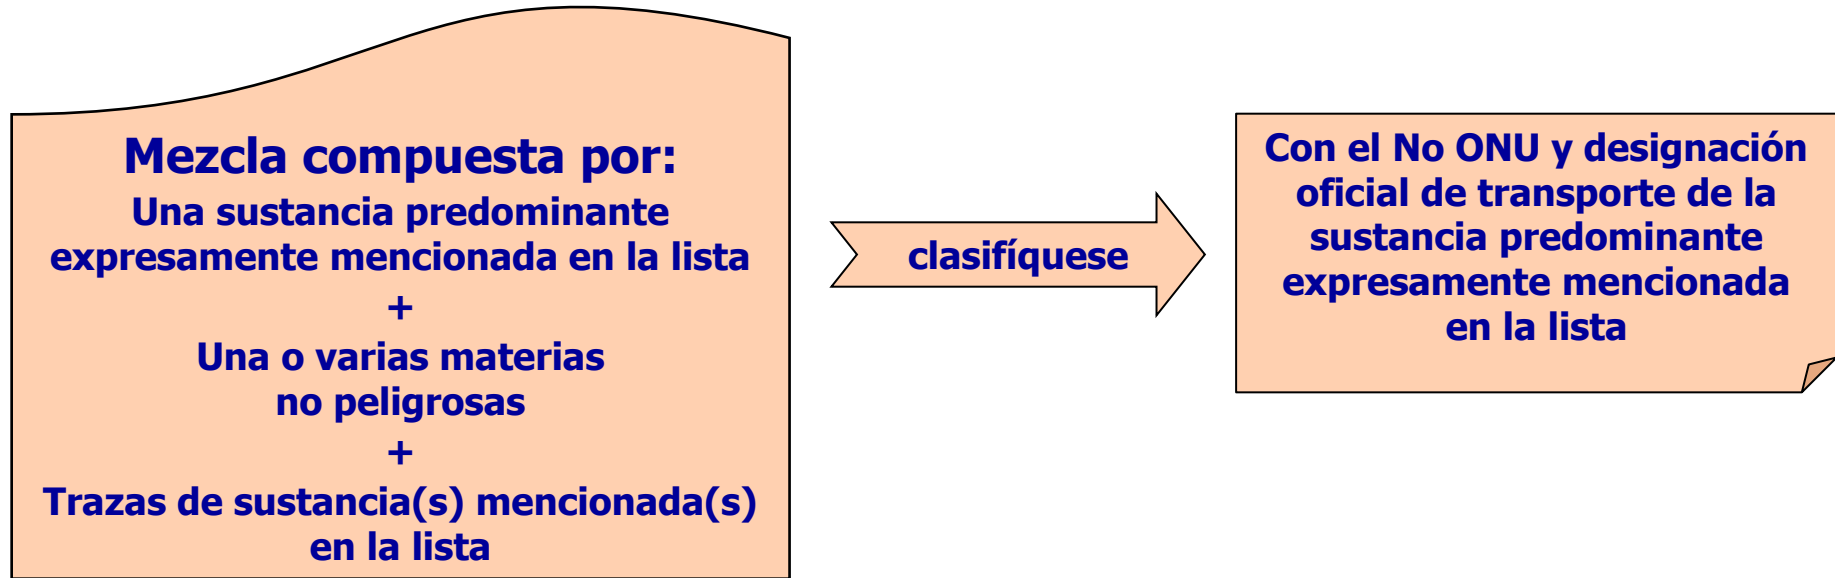 Mezcla compuesta por:
Una sustancia predominante
expresamente mencionada en la lista
+
Una o varias materias
no peligrosas
+
Trazas de sustancia(s) mencionada(s)
en la lista
clasifíquese
Con el No ONU y designación
oficial de transporte de la
sustancia predominante
expresamente mencionada
en la lista